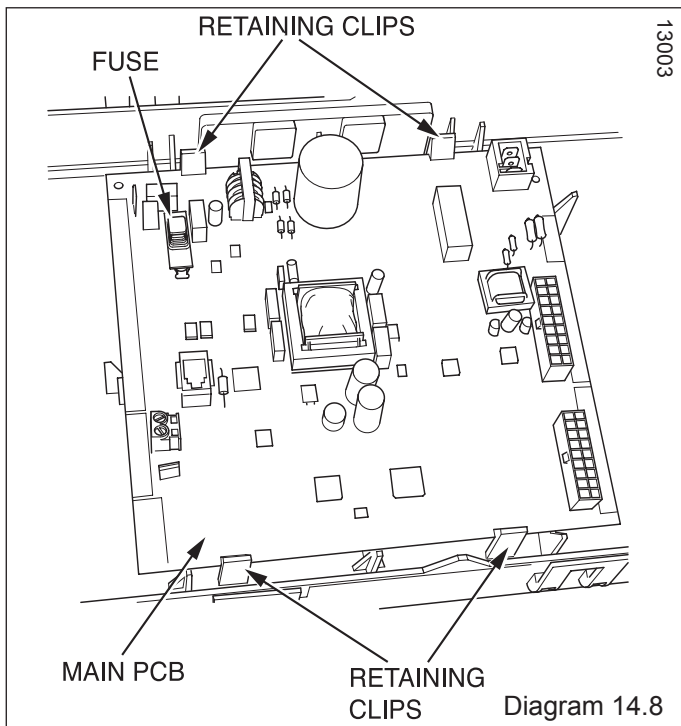 RETAINING CLIPS
FUSE
13003
MAIN PCB
RETAINING
CLIPS
Diagram 14.8